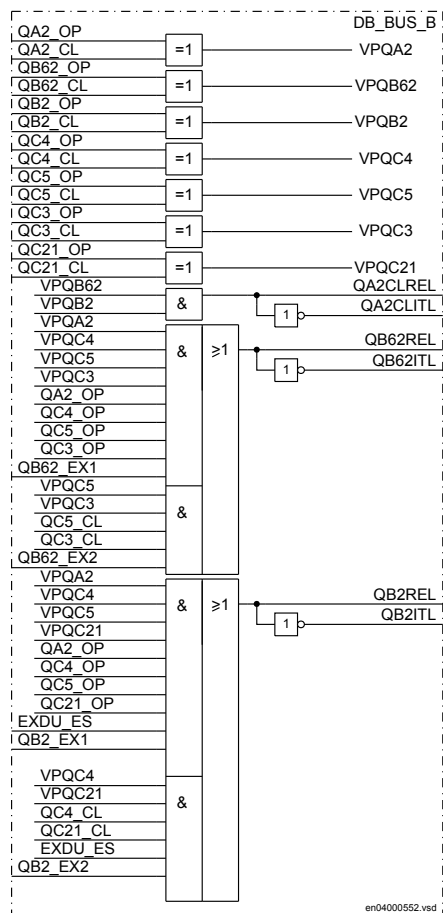 DB_BUS_B
QA2_OP
QA2_CL
=1
VPQA2
QB62_OP
QB62_CL
=1
VPQB62
QB2_OP
QB2_CL
=1
VPQB2
QC4_OP
QC4_CL
=1
VPQC4
QC5_OP
QC5_CL
=1
VPQC5
QC3_OP
QC3_CL
=1
VPQC3
QC21_OP
QC21_CL
=1
VPQC21
VPQB62
VPQB2
&
QA2CLREL
1
QA2CLITL
VPQA2
VPQC4
VPQC5
VPQC3
QA2_OP
QC4_OP
QC5_OP
QC3_OP
QB62_EX1
&
≥1
QB62REL
1
QB62ITL
VPQC5
VPQC3
QC5_CL
QC3_CL
QB62_EX2
&
VPQA2
VPQC4
VPQC5
VPQC21
QA2_OP
QC4_OP
QC5_OP
QC21_OP
EXDU_ES
QB2_EX1
&
≥1
QB2REL
1
QB2ITL
VPQC4
VPQC21
QC4_CL
QC21_CL
EXDU_ES
QB2_EX2
&
en04000552.vsd